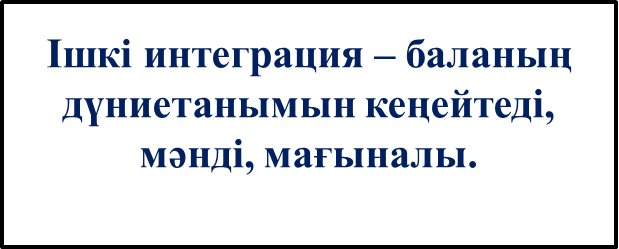 Ішкі интеграция – баланың
дүниетанымын кеңейтеді,
мәнді, мағыналы.